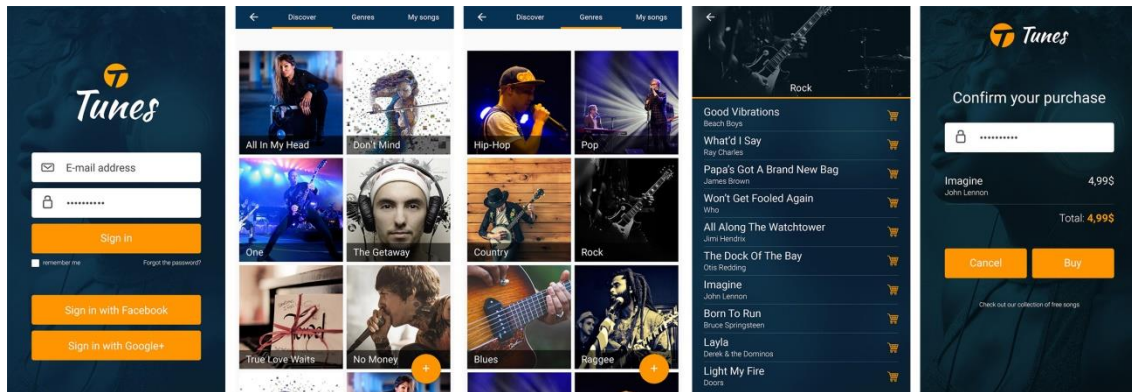 Tunes
E-mail address
Sign in
remember me
Forgot the password?
Sign in with Facebook
Sign in with Google+
Discover
Genres
My songs
All In My Head
Don't Mind
One
The Getaway
True Love Waits
No Money
Discover
Genres
My songs
Hip-Hop
Pop
Country
Rock
Blues
Raggee
Rock
Good Vibrations
Beach Boys
What'd I Say
Ray Charles
Papa's Got A Brand New Bag
James Brown
Won't Get Fooled Again
Who
All Along The Watchtower
Jimi Hendrix
The Dock Of The Bay
Otis Redding
Imagine
John Lennon
Born To Run
Bruce Springsteen
Layla
Derek & the Dominos
Light My Fire
Doors
Tunes
Confirm your purchase
Imagine 4,99$
John Lennon
Total: 4,99$
Cancel
Buy
Check out our collection of free songs